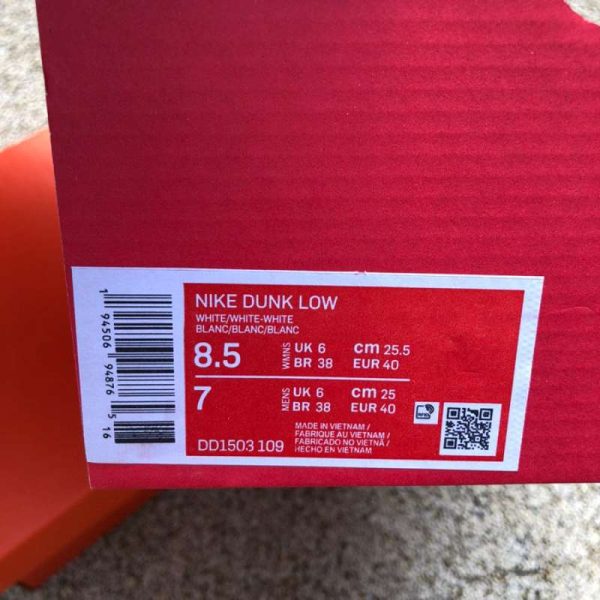 NIKE DUNK LOW
WHITE/WHITE-WHITE
BLANC/BLANC/BLANC
8.5 WMNS UK 6 cm 25.5
BR 38 EUR 40
7 MENS UK 6 cm 25
BR 38 EUR 40
MADE IN VIETNAM /
FABRIQUE AU VIETNAM /
FABRICADO NO VIETNÃ /
HECHO EN VIETNAM
DD1503 109
1 94506 94876 5 16